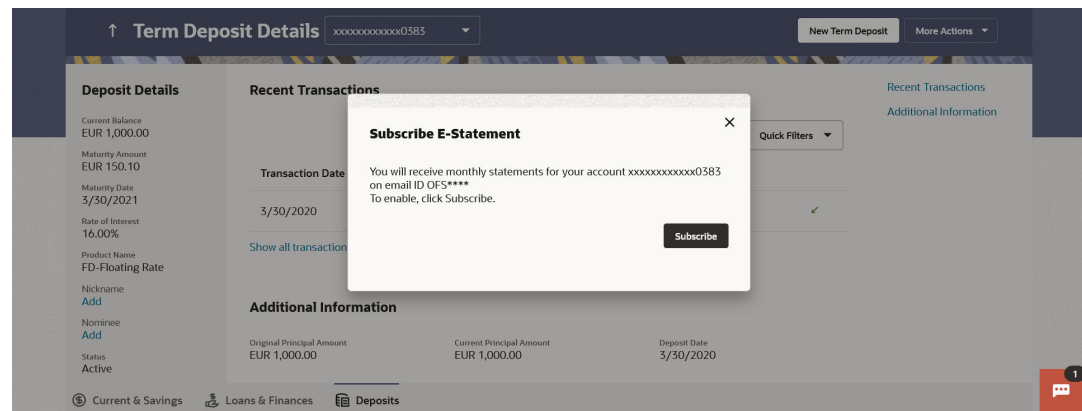 ↑ Term Deposit Details xxxxxxxxxxxx0383
New Term Deposit
More Actions
Deposit Details
Current Balance
EUR 1,000.00
Maturity Amount
EUR 150.10
Maturity Date
3/30/2021
Rate of Interest
16.00%
Product Name
FD-Floating Rate
Nickname
Add
Nominee
Add
Status
Active
Recent Transactions
Quick Filters
Transaction Date
3/30/2020
Show all transaction
Subscribe E-Statement
You will receive monthly statements for your account xxxxxxxxxxxx0383
on email ID OFS****
To enable, click Subscribe.
Subscribe
Additional Information
Original Principal Amount
EUR 1,000.00
Current Principal Amount
EUR 1,000.00
Deposit Date
3/30/2020
Recent Transactions
Additional Information
Current & Savings
Loans & Finances
Deposits
1